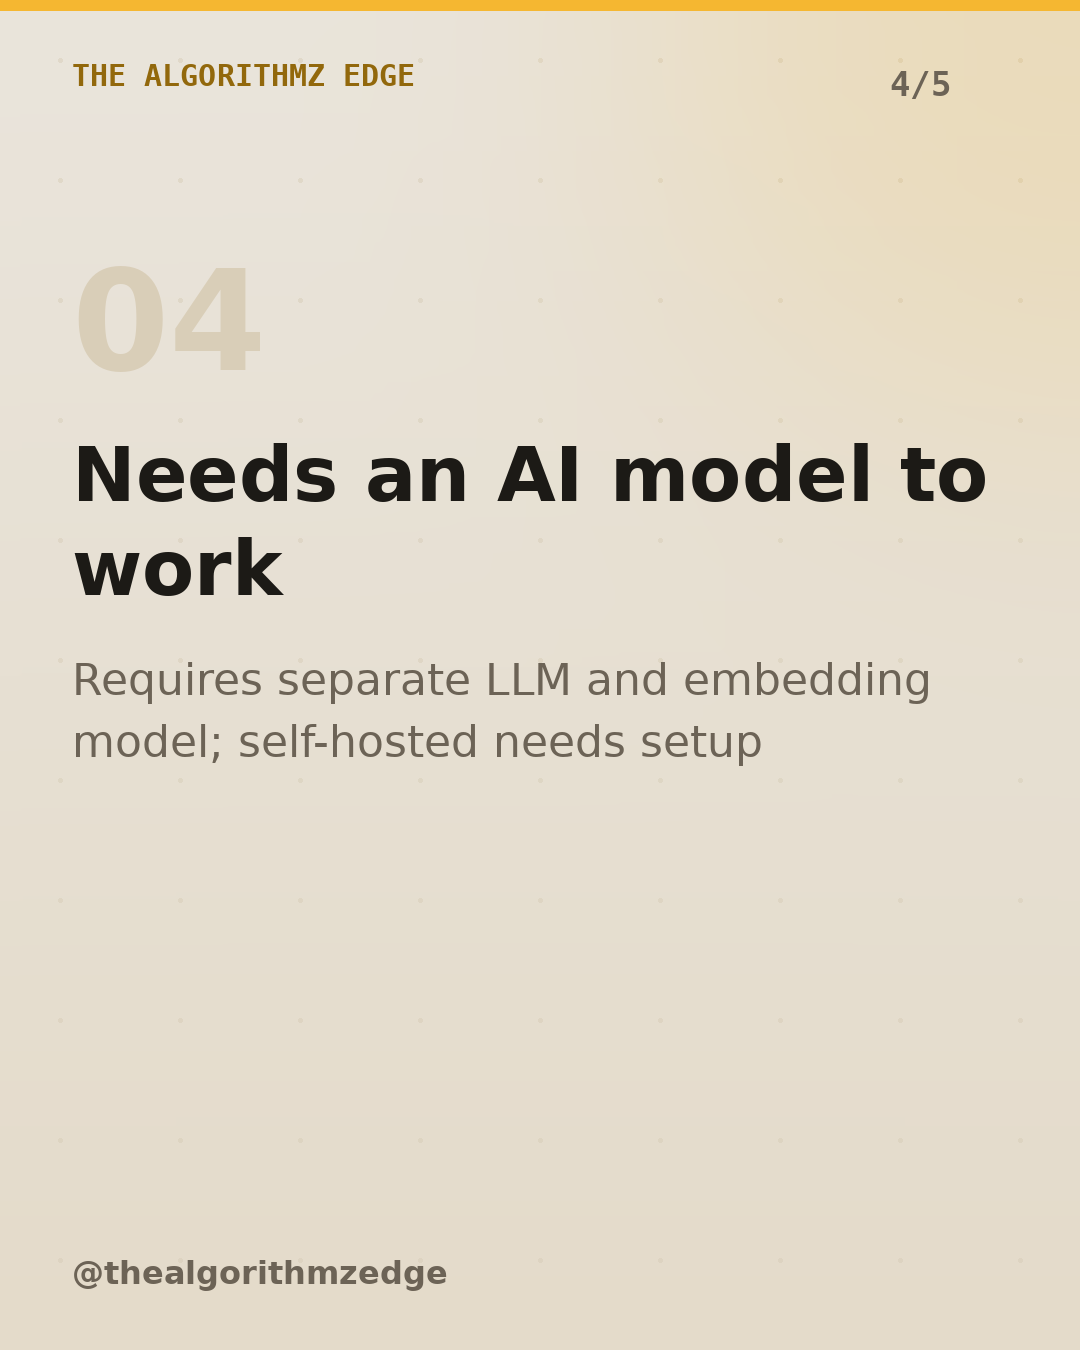 THE ALGORITHMZ EDGE
4/5
04
Needs an AI model to
work
Requires separate LLM and embedding
model; self-hosted needs setup
@thealgorithmzedge